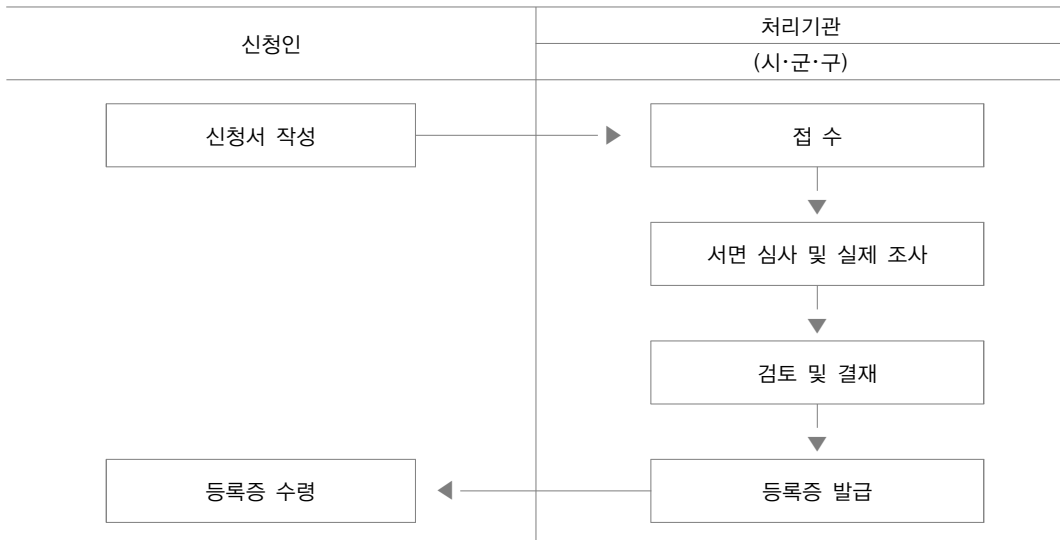 신청인
처리기관
(시·군·구)
신청서 작성
접 수
서면 심사 및 실제 조사
검토 및 결재
등록증 수령
등록증 발급